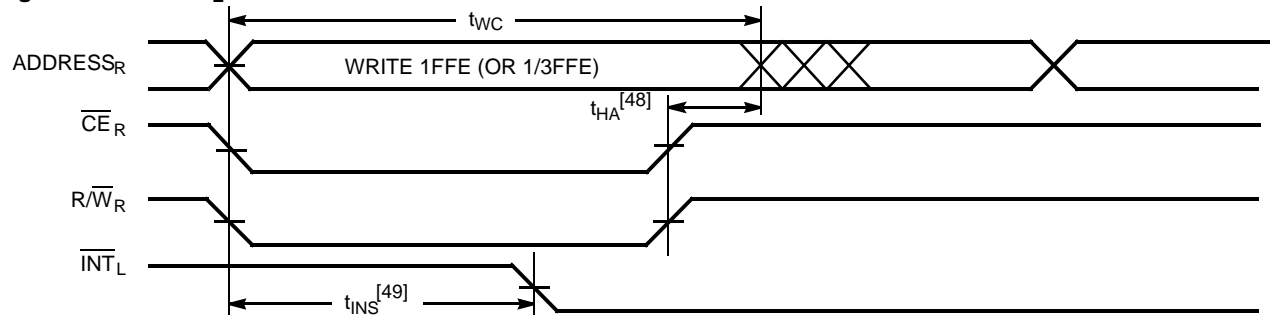 tWC
ADDRESSR
WRITE 1FFE (OR 1/3FFE)
tHA[48]
CER
R/WR
INTL
tINS[49]